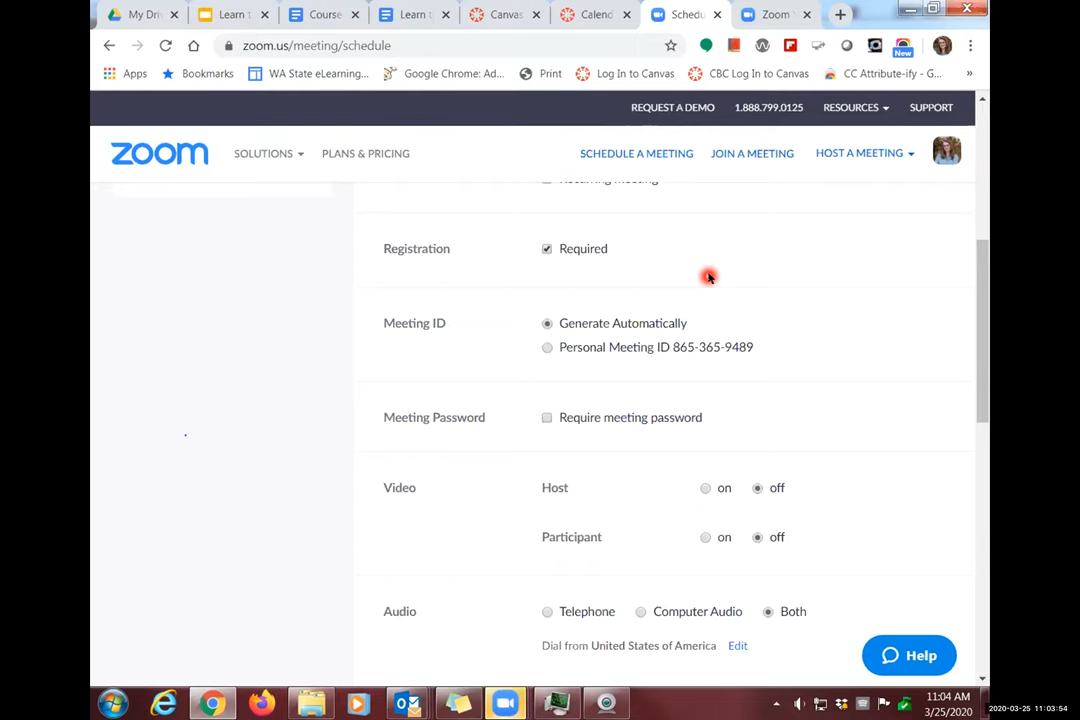 My Dri
Learn t
Course
Learn t
Canvas
Calend
Schedu
Zoom
zoom.us/meeting/schedule
New
Apps
Bookmarks
WA State eLearning...
Google Chrome: Ad...
Print
Log In to Canvas
CBC Log In to Canvas
CC Attribute-ify - G...
»
REQUEST A DEMO
1.888.799.0125
RESOURCES
SUPPORT
zoom
SOLUTIONS
PLANS & PRICING
SCHEDULE A MEETING
JOIN A MEETING
HOST A MEETING
Recurring meeting
Registration
Required
Meeting ID
Generate Automatically
Personal Meeting ID 865-365-9489
Meeting Password
Require meeting password
Video
Host
on
off
Participant
on
off
Audio
Telephone
Computer Audio
Both
Dial from United States of America
Edit
Help
11:04 AM
3/25/2020
2020-03-25 11:03:54